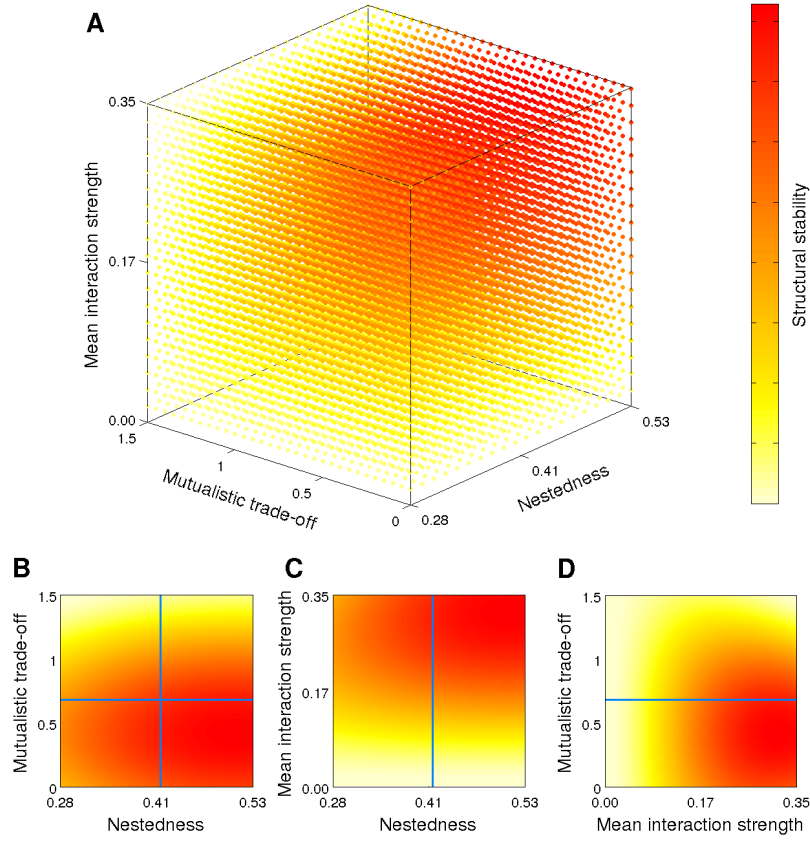 A
0.35
0.17
0.00
Mean interaction strength
1.5
1
0.5
0
Mutualistic trade-off
0.28
0.41
0.53
Nestedness
Structural stability
B
1.5
1
0.5
0
Mutualistic trade-off
0.28
0.41
0.53
Nestedness
C
0.35
0.17
0.00
Mean interaction strength
0.28
0.41
0.53
Nestedness
D
1.5
1
0.5
0
Mutualistic trade-off
0.00
0.17
0.35
Mean interaction strength